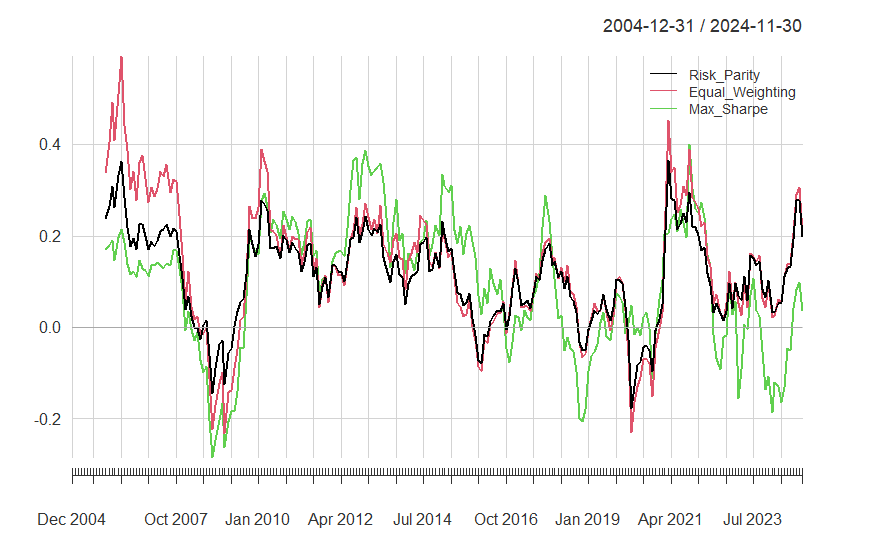 2004-12-31 / 2024-11-30
Risk_Parity
Equal_Weighting
Max_Sharpe
0.4
0.2
0.0
-0.2
Dec 2004 Oct 2007 Jan 2010 Apr 2012 Jul 2014 Oct 2016 Jan 2019 Apr 2021 Jul 2023